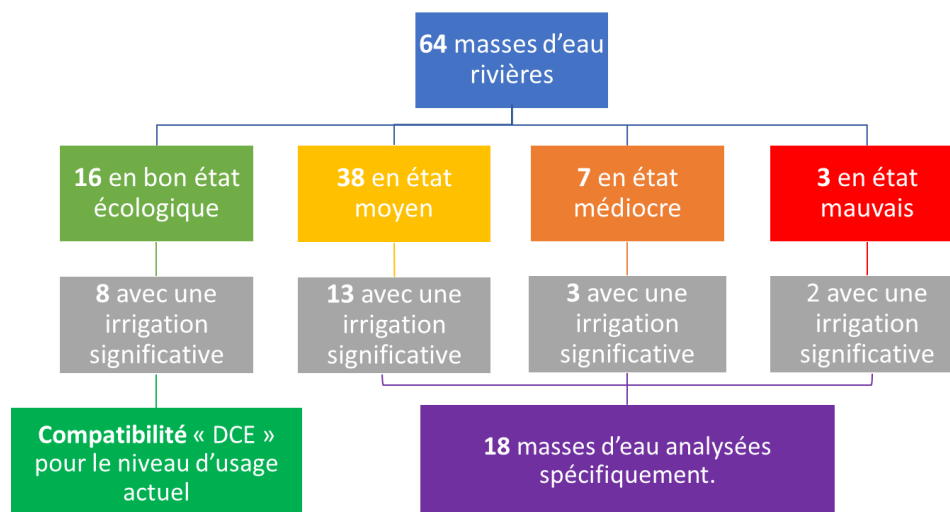 64 masses d’eau
rivières
16 en bon état
écologique
38 en état
moyen
7 en état
médiocre
3 en état
mauvais
8 avec une
irrigation
significative
13 avec une
irrigation
significative
3 avec une
irrigation
significative
2 avec une
irrigation
significative
Compatibilité « DCE »
pour le niveau d’usage
actuel
18 masses d’eau analysées
spécifiquement.